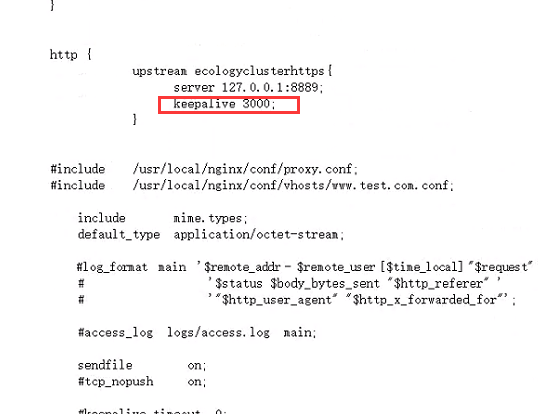 }
http {
upstream ecologyclusterhttps{
server 127.0.0.1:8889;
keepalive 3000;
}
#include /usr/local/nginx/conf/proxy.conf;
#include /usr/local/nginx/conf/vhosts/www.test.com.conf;
include mime.types;
default_type application/octet-stream;
#log_format main '$remote_addr - $remote_user [$time_local] "$request"
# '$status $body_bytes_sent "$http_referer" '
# '"$http_user_agent" "$http_x_forwarded_for"';
#access_log logs/access.log main;
sendfile on;
#tcp_nopush on;
#keepalive_timeout 0;